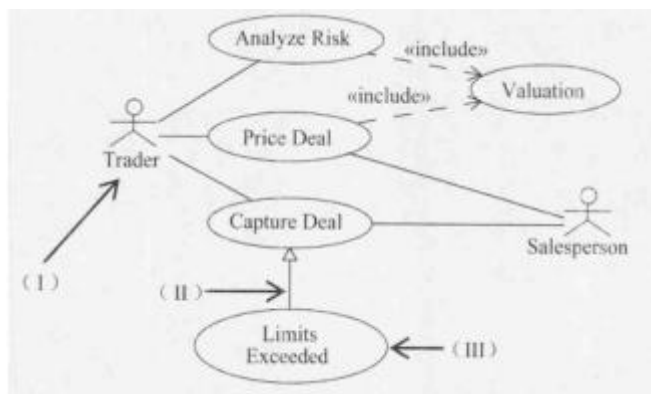 Analyze Risk
«include»
«include»
Valuation
Price Deal
Trader
Capture Deal
Salesperson
（I）
（II）
Limits
Exceeded
（III）